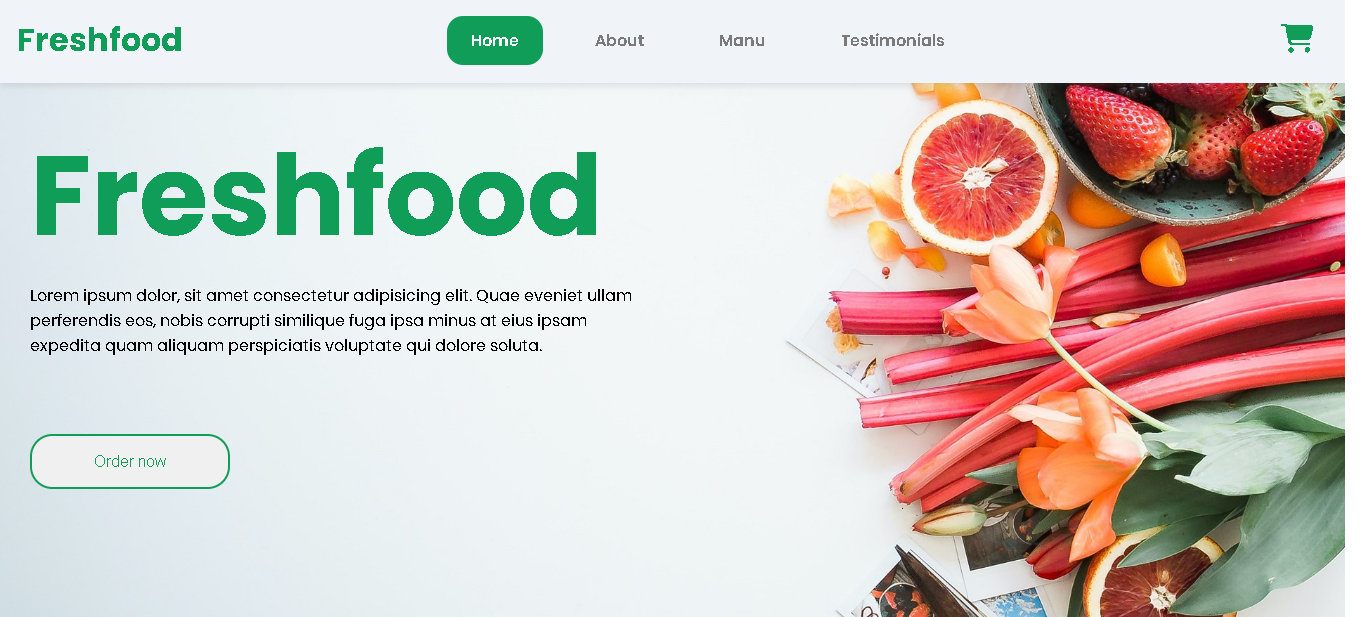 Freshfood
Home
About
Manu
Testimonials
Freshfood
Lorem ipsum dolor, sit amet consectetur adipisicing elit. Quae eveniet ullam
perferendis eos, nobis corrupti similique fuga ipsa minus at eius ipsam
expedita quam aliquam perspiciatis voluptate qui dolore soluta.
Order now